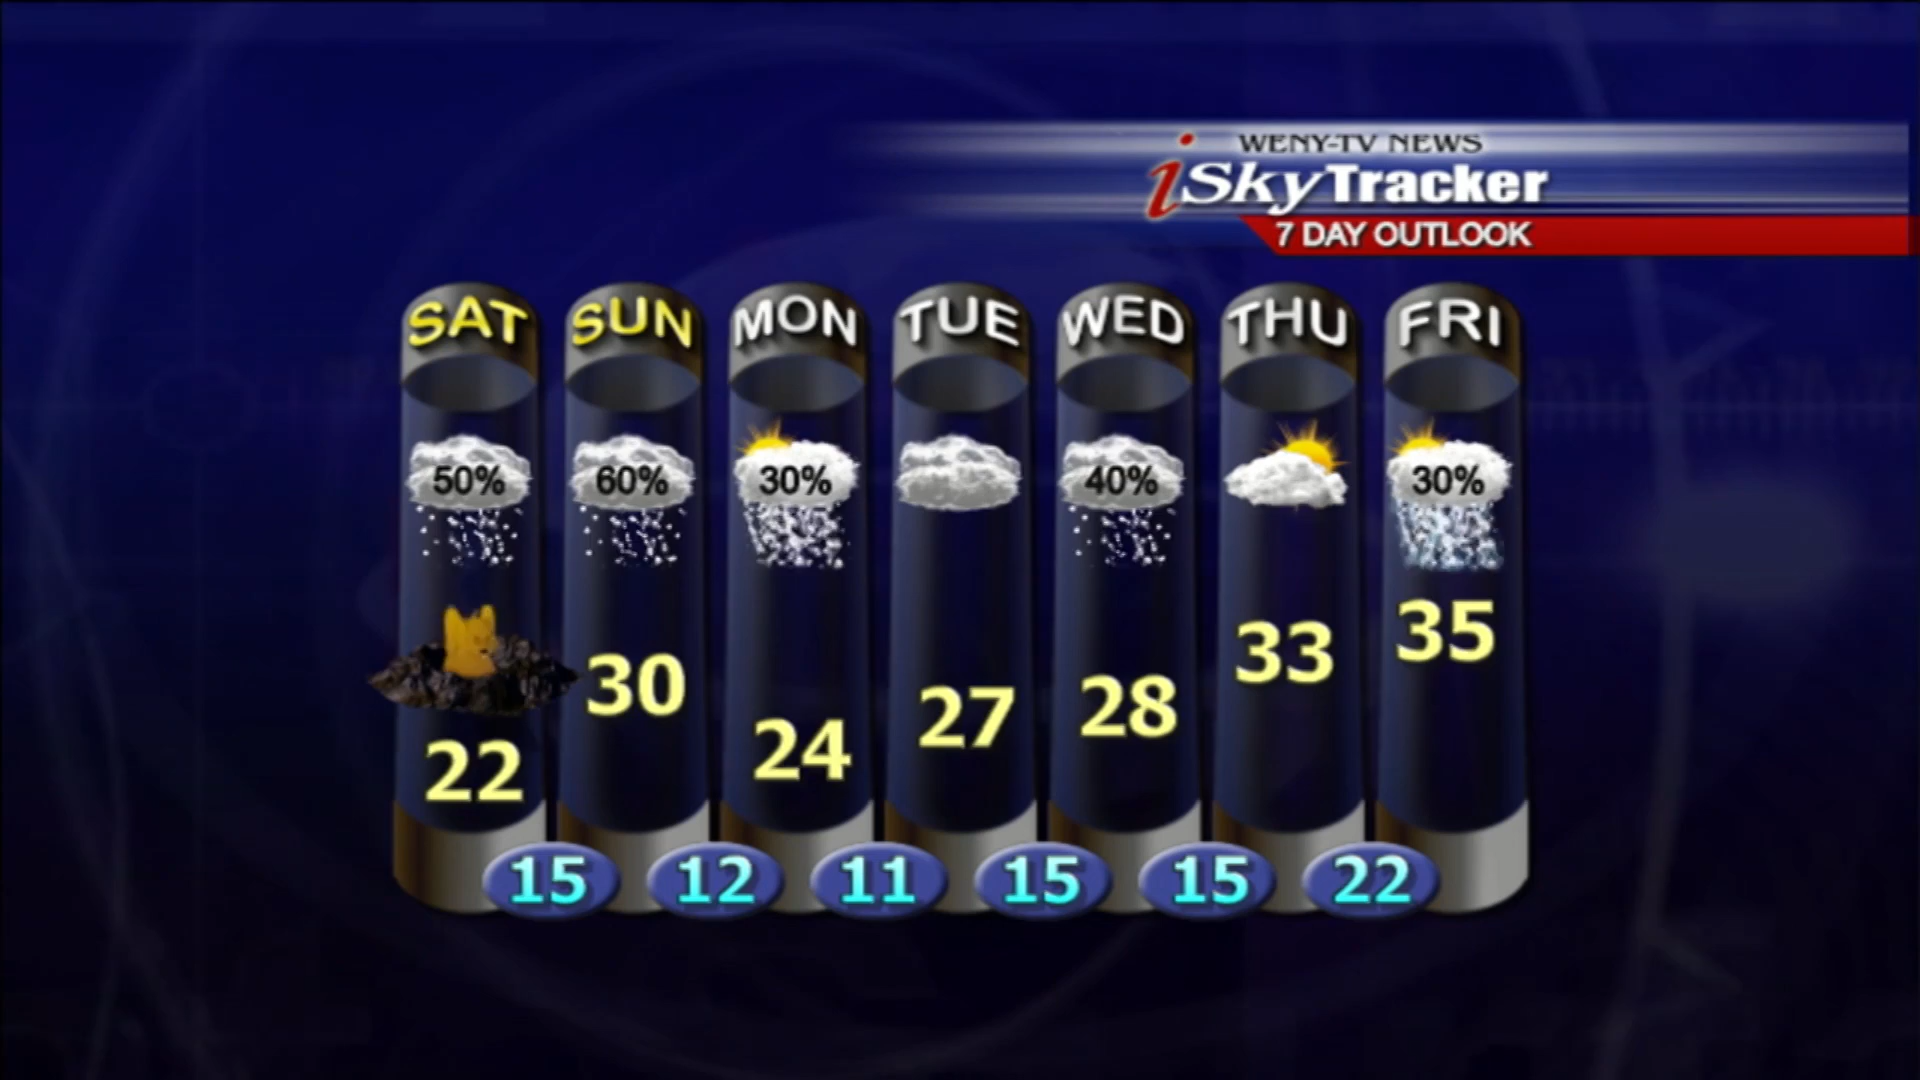 WENY-TV NEWS
iSkyTracker
7 DAY OUTLOOK
SAT SUN MON TUE WED THU FRI
50% 60% 30% 40% 30%
22 30 24 27 28 33 35
15 12 11 15 15 22